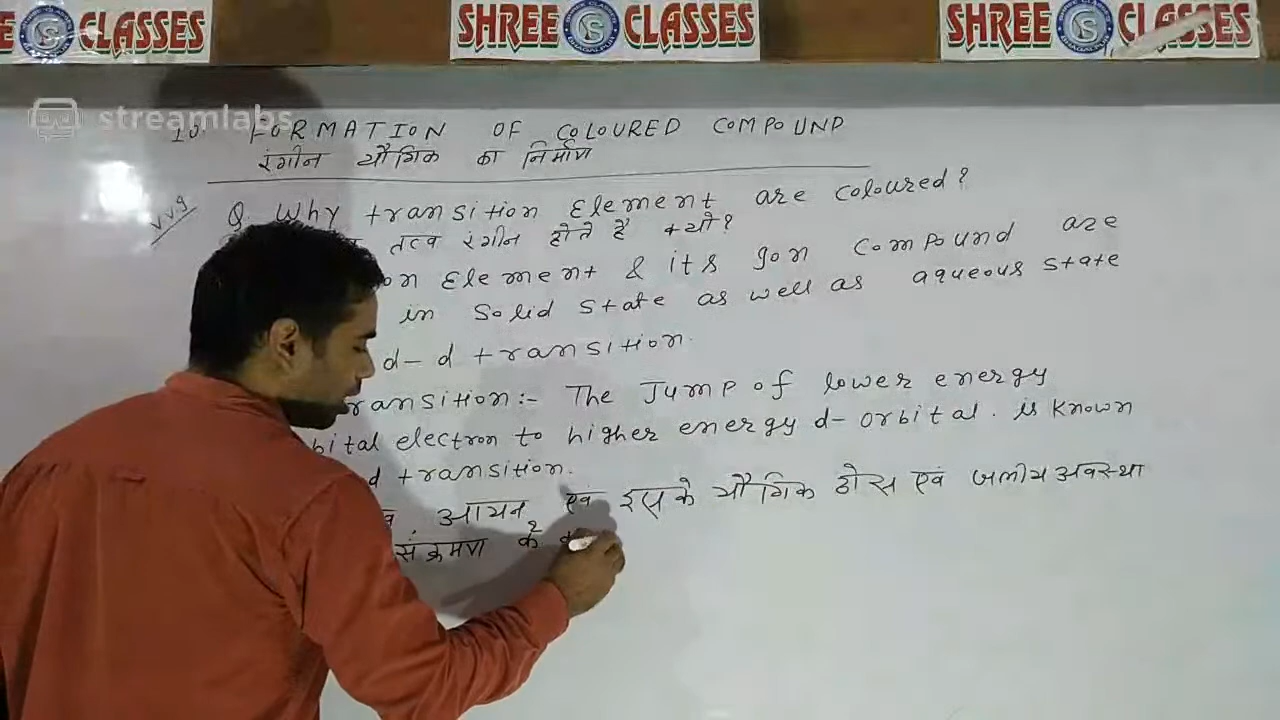 SHREE CLASSES
SHREE CLASSES
CLASSES
streamlabs
10. FORMATION OF COLOURED COMPOUND
रंगीन यौगिक का निर्माण
V.V.g
Q. Why transition Element are coloured?
तत्व रंगीन होते हैं क्यों?
on Element & its Ion Compound are
in Solid state as well as aqueous state
d-d transition.
ransition:- The Jump of lower energy
bital electron to higher energy d-orbital. is known
d transition.
आयन एवं इसके यौगिक ठोस एवं जलीय अवस्था
संक्रमण के